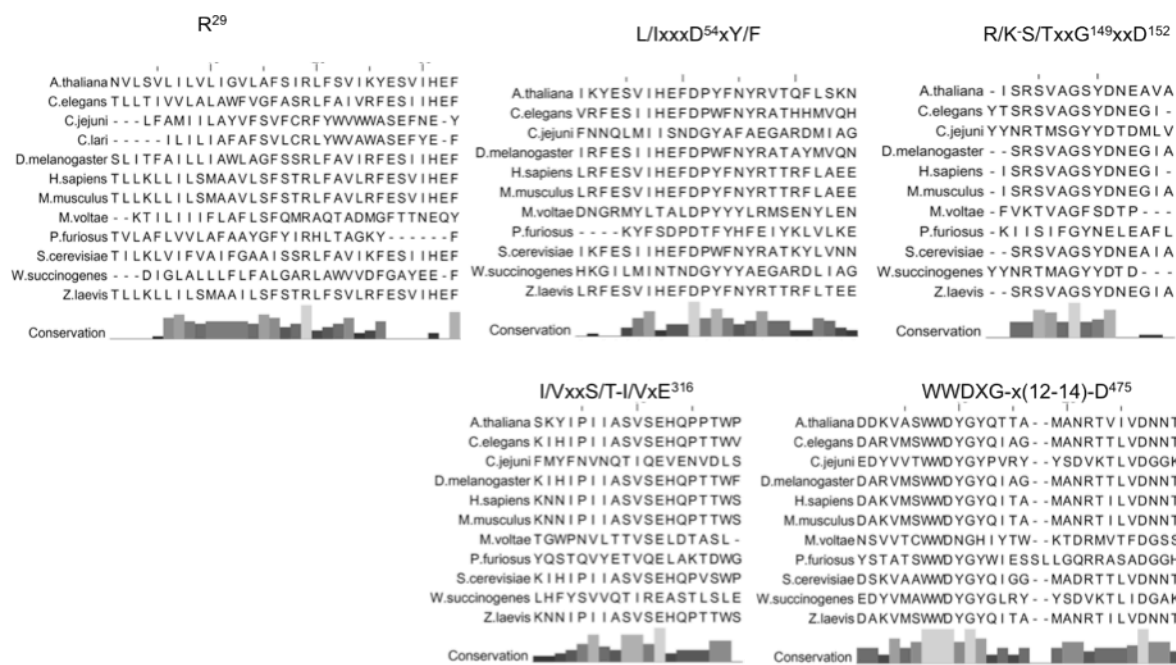 R²⁹
A.thaliana NVLSVLILVLIGVLAFSIRLFSVIKYESVIHEF
C.elegans TLLTIVVLALAWFVGFASRLFAIVRFESIIHEF
C.jejuni ---LFAMIILAYVFSVFCRFYWVWWASEFNE-Y
C.lari ----ILILIAFAFSVLCRLYWVAWASEFYE-F
D.melanogaster SLITFAILLIAWLAGFSSRLFAVIRFESIIHEF
H.sapiens TLLKLLILSMAAVLSFSTRLFAVLRFESVIHEF
M.musculus TLLKLLILSMAAVLSFSTRLFAVLRFESVIHEF
M.voltae --KTILIIIFLAFLSFQMRAQTADMGFTTNEQY
P.furiosus TVLAFLVVLAFAAYGFYIRHLTAGKY------F
S.cerevisiae TILKLVIFVAIFGAAISSRLFSVIKFESIIHEF
W.succinogenes ---DIGLALLLFLFALGARLAWVVDFGAYEE-F
Z.laevis TLLKLLILSMAAILSFSTRLFSVLRFESVIHEF
Conservation
L/IxxxD⁵⁴xY/F
A.thaliana IKYESVIHEFDPYFNYRVTQFLSKN
C.elegans VRFESIIHEFDPWFNYRATHHMVQH
C.jejuni FNNQLMIISNDGYAFAEGARDMIAG
D.melanogaster IRFESIIHEFDPWFNYRATAYMVQN
H.sapiens LRFESVIHEFDPYFNYRTTRFLAEE
M.musculus LRFESVIHEFDPYFNYRTTRFLAEE
M.voltae DNGRMYLTALDPYYYLRMSENYLEN
P.furiosus ----KYFSDPDTFYHFEIYKLVLKE
S.cerevisiae IKFESIIHEFDPWFNYRATKYLVNN
W.succinogenes HKGILMINTNDGYYYAEGARDLIAG
Z.laevis LRFESVIHEFDPYFNYRTTRFLTEE
Conservation
R/K-S/TxxG¹⁴⁹xxD¹⁵²
A.thaliana -ISRSVAGSYDNEAVA
C.elegans YTSRSVAGSYDNEGI-
C.jejuni YYNRTMSGYYDTDMLV
D.melanogaster --SRSVAGSYDNEGIA
H.sapiens -ISRSVAGSYDNEGI-
M.musculus -ISRSVAGSYDNEGIA
M.voltae -FVKTVAGFSDTP---
P.furiosus -KIISIFGYNELEAFL
S.cerevisiae --SRSVAGSYDNEAIA
W.succinogenes YYNRTMAGYYDTD---
Z.laevis --SRSVAGSYDNEGIA
Conservation
I/VxxS/T-I/VxE³¹⁶
A.thaliana SKYIPIIASVSEHQPPTWP
C.elegans KIHIPIIASVSEHQPTTWV
C.jejuni FMYFNVNQTIQEVENVDLS
D.melanogaster KIHIPIIASVSEHQPTTWF
H.sapiens KNNIPIIASVSEHQPTTWS
M.musculus KNNIPIIASVSEHQPTTWS
M.voltae TGWPNVLTTVSELDTASL-
P.furiosus YQSTQVYETVQELAKTDWG
S.cerevisiae KIHIPIIASVSEHQPVSWP
W.succinogenes LHFYSVVQTIREASTLSLE
Z.laevis KNNIPIIASVSEHQPTTWS
Conservation
WWDXG-x(12-14)-D⁴⁷⁵
A.thaliana DDKVASWWDYGYQTTA--MANRTVIVDNNT
C.elegans DARVMSWWDYGYQIAG--MANRTTLVDNNT
C.jejuni EDYVVTWWDYGYPVRY--YSDVKTLVDGGK
D.melanogaster DARVMSWWDYGYQIAG--MANRTTLVDNNT
H.sapiens DAKVMSWWDYGYQITA--MANRTILVDNNT
M.musculus DAKVMSWWDYGYQITA--MANRTILVDNNT
M.voltae NSVVTCWWDNGHIYTW--KTDRMVTFDGSS
P.furiosus YSTATSWWDYGYWIESSLLGQRRASADGGH
S.cerevisiae DSKVAAWWDYGYQIGG--MADRTTLVDNNT
W.succinogenes EDYVMAWWDYGYGLRY--YSDVKTLIDGAK
Z.laevis DAKVMSWWDYGYQITA--MANRTILVDNNT
Conservation